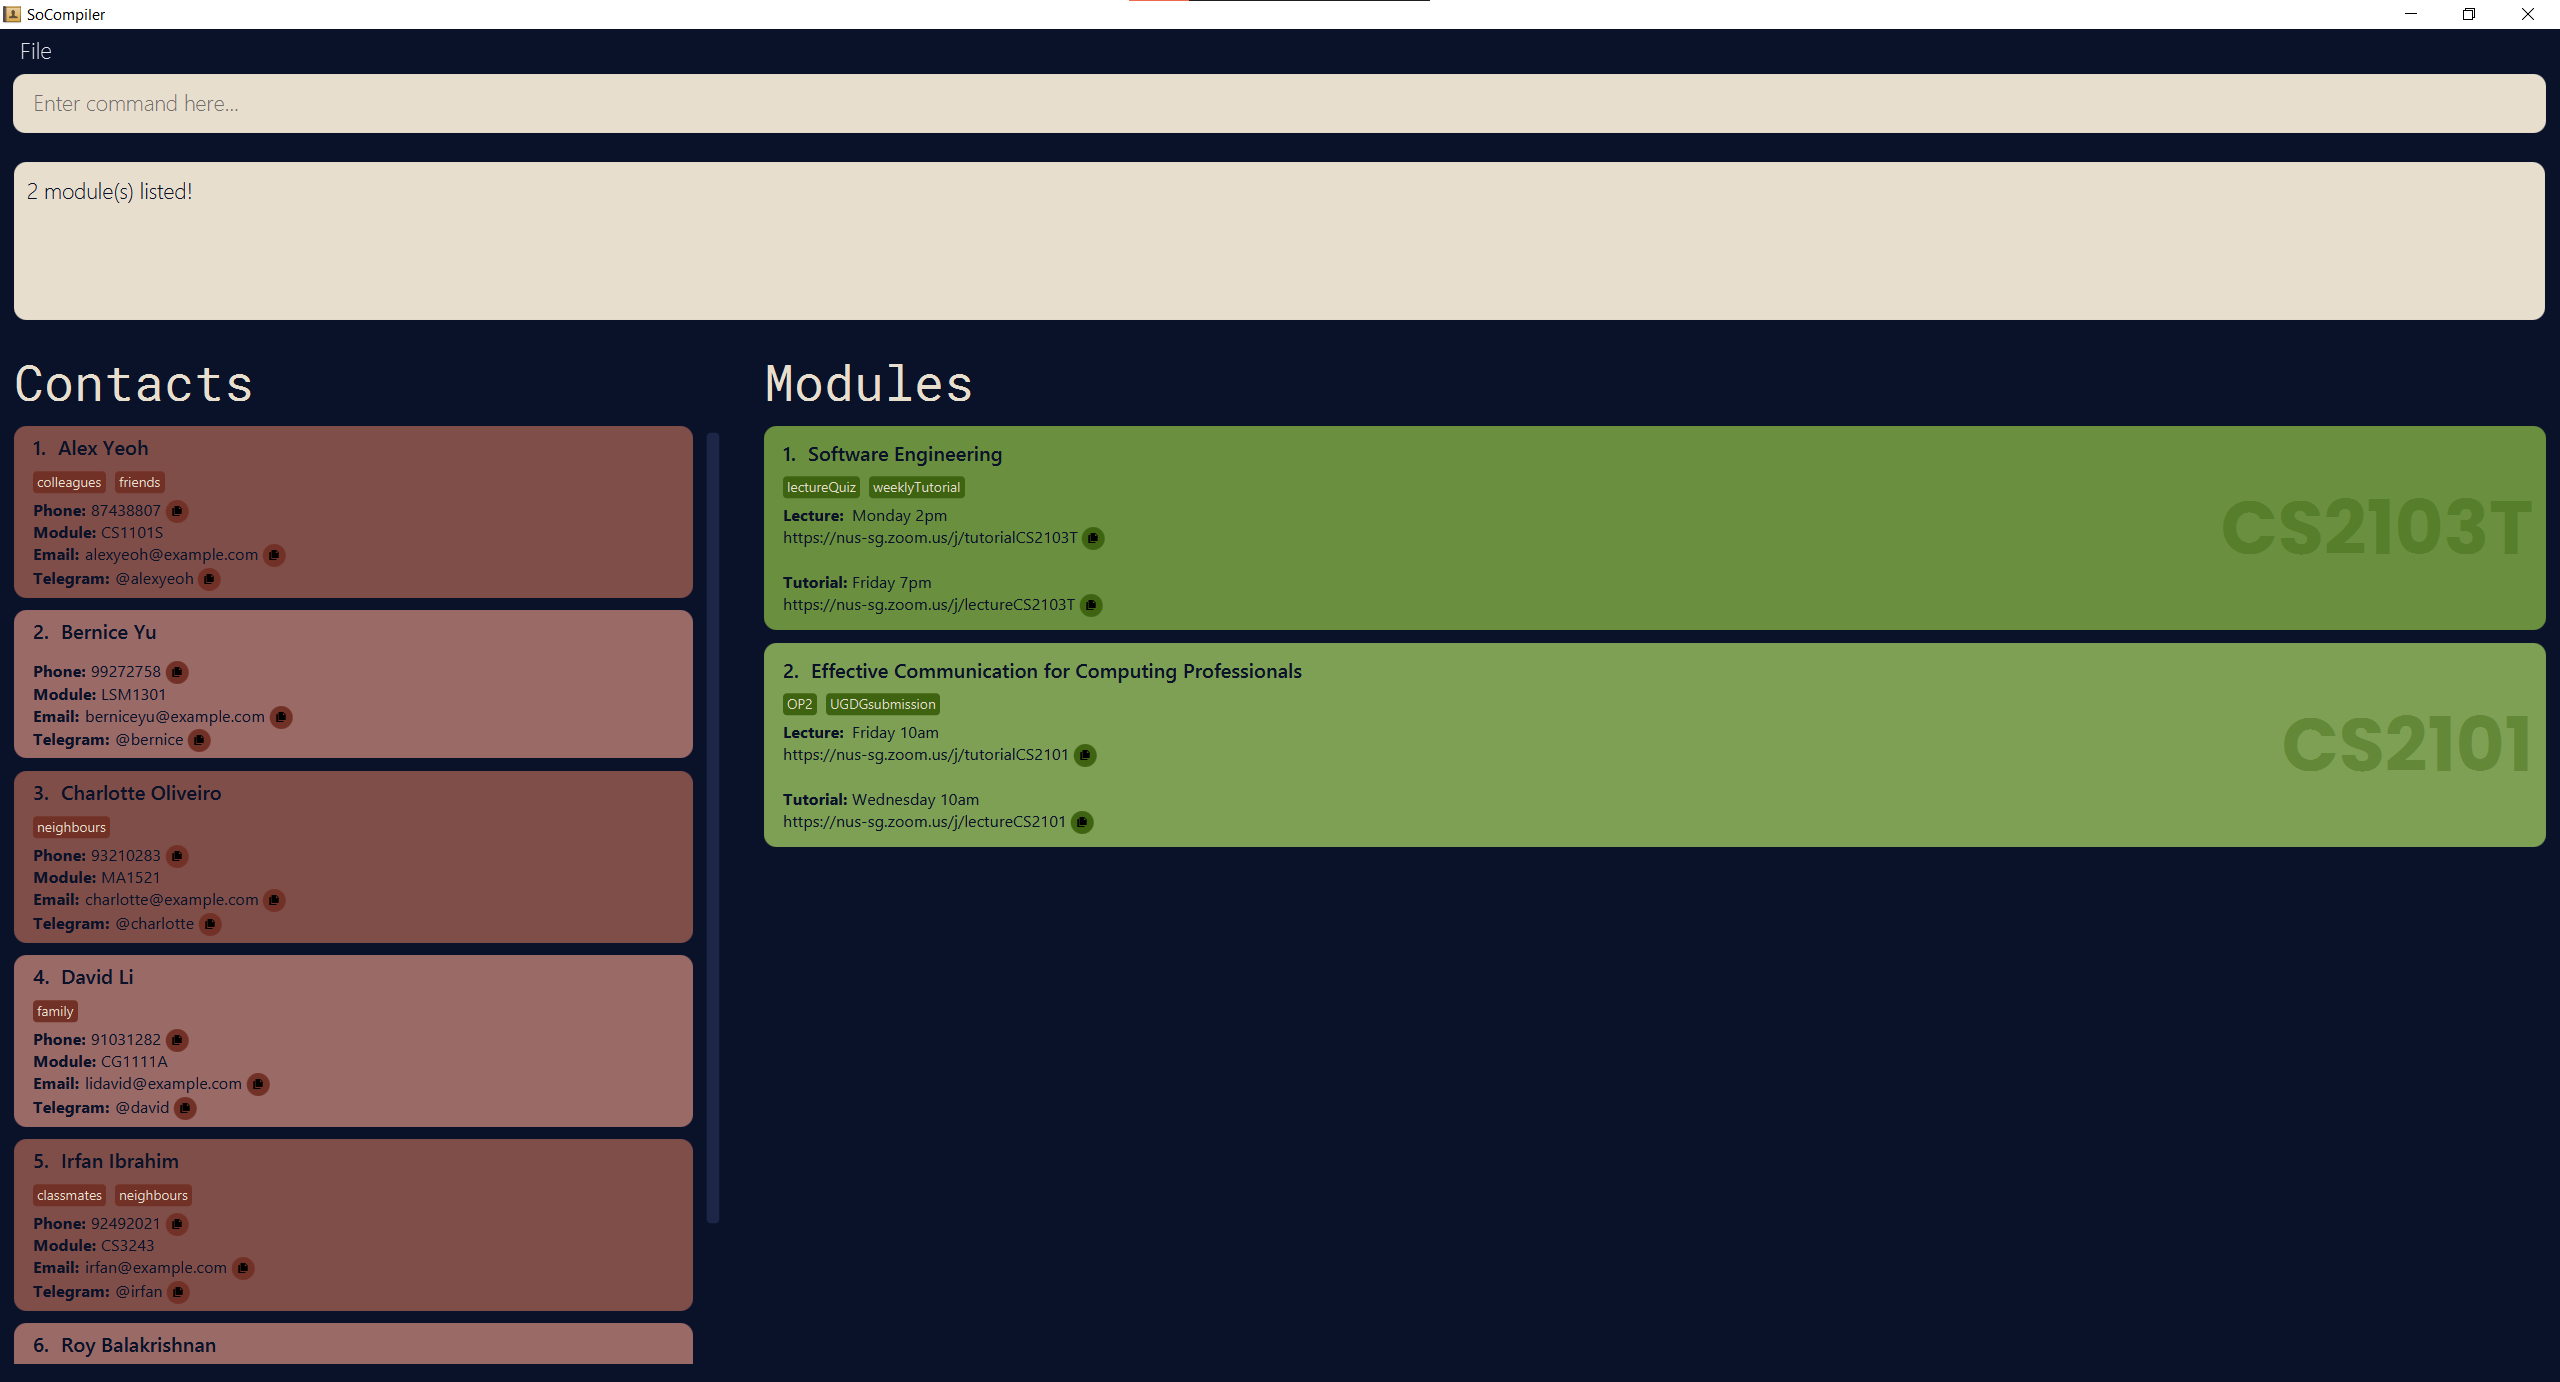 SoCompiler
File
Enter command here...
2 module(s) listed!
Contacts
1. Alex Yeoh
colleagues friends
Phone: 87438807
Module: CS1101S
Email: alexyeoh@example.com
Telegram: @alexyeoh
2. Bernice Yu
Phone: 99272758
Module: LSM1301
Email: berniceyu@example.com
Telegram: @bernice
3. Charlotte Oliveiro
neighbours
Phone: 93210283
Module: MA1521
Email: charlotte@example.com
Telegram: @charlotte
4. David Li
family
Phone: 91031282
Module: CG1111A
Email: lidavid@example.com
Telegram: @david
5. Irfan Ibrahim
classmates neighbours
Phone: 92492021
Module: CS3243
Email: irfan@example.com
Telegram: @irfan
6. Roy Balakrishnan
Modules
1. Software Engineering
lectureQuiz weeklyTutorial
Lecture: Monday 2pm
https://nus-sg.zoom.us/j/tutorialCS2103T
Tutorial: Friday 7pm
https://nus-sg.zoom.us/j/lectureCS2103T
CS2103T
2. Effective Communication for Computing Professionals
OP2 UGDGsubmission
Lecture: Friday 10am
https://nus-sg.zoom.us/j/tutorialCS2101
Tutorial: Wednesday 10am
https://nus-sg.zoom.us/j/lectureCS2101
CS2101